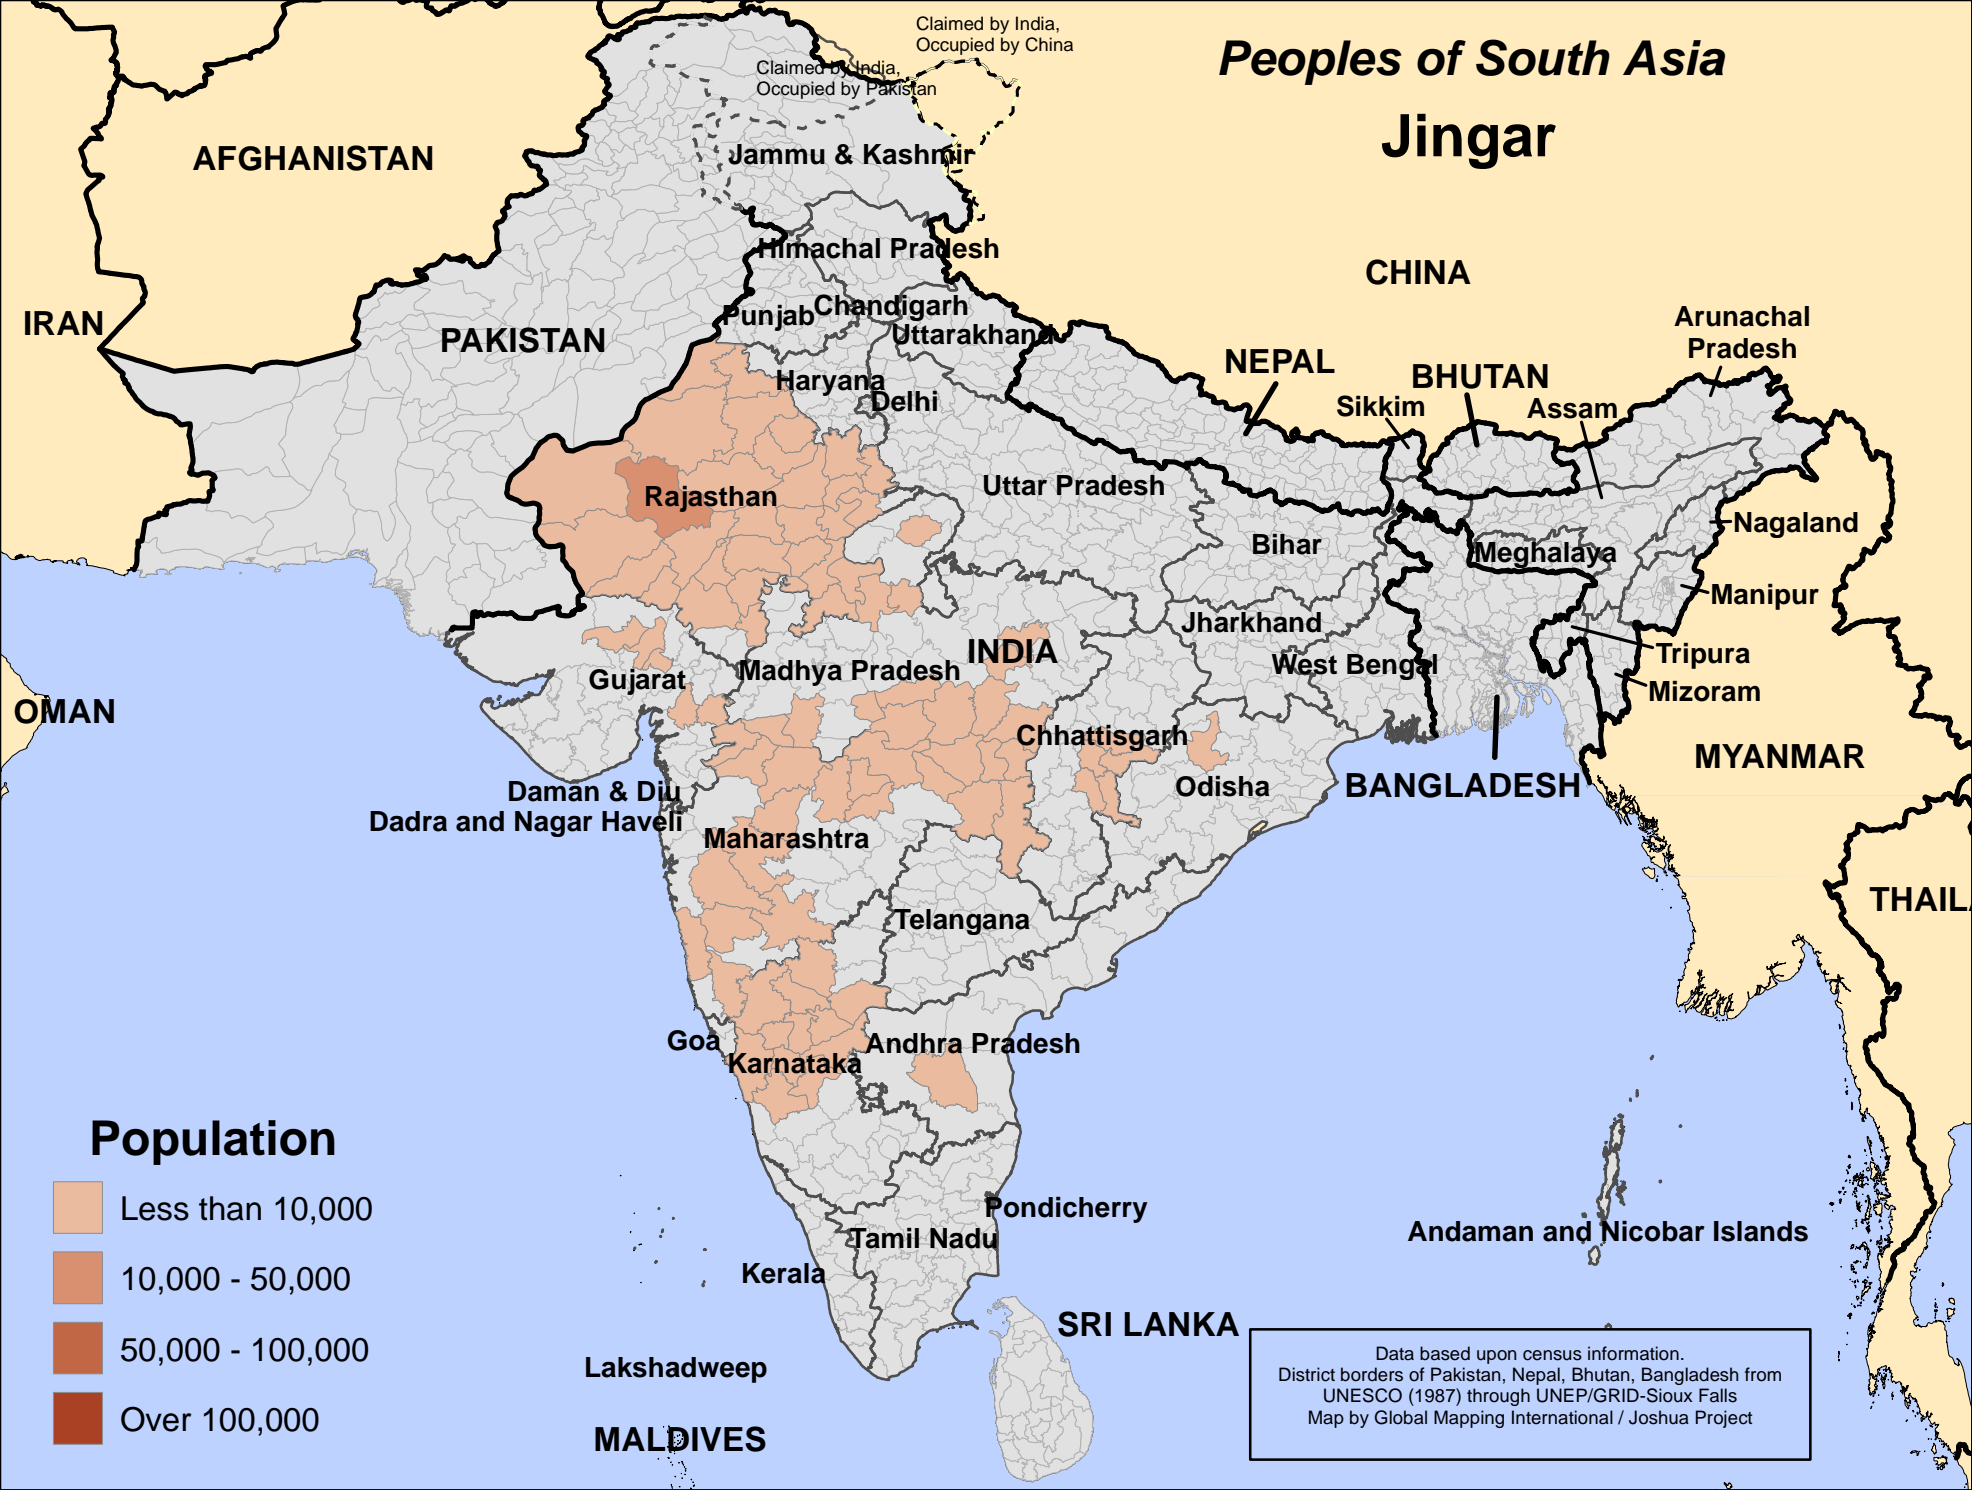 Claimed by India,
Occupied by China
Peoples of South Asia
Claimed by India,
Occupied by Pakistan
Jingar
AFGHANISTAN
Jammu & Kashmir
Himachal Pradesh
CHINA
IRAN
PAKISTAN
Punjab
Chandigarh
Uttarakhand
Arunachal
Pradesh
NEPAL
BHUTAN
Haryana
Delhi
Sikkim
Assam
Rajasthan
Uttar Pradesh
Nagaland
Bihar
Meghalaya
Manipur
Jharkhand
INDIA
Tripura
West Bengal
Madhya Pradesh
Gujarat
Mizoram
OMAN
Chhattisgarh
MYANMAR
Odisha
BANGLADESH
Daman & Diu
Dadra and Nagar Haveli
Maharashtra
THAILA
Telangana
Goa
Andhra Pradesh
Karnataka
Population
Less than 10,000
10,000 - 50,000
50,000 - 100,000
Over 100,000
Pondicherry
Tamil Nadu
Andaman and Nicobar Islands
Kerala
SRI LANKA
Lakshadweep
MALDIVES
Data based upon census information.
District borders of Pakistan, Nepal, Bhutan, Bangladesh from
UNESCO (1987) through UNEP/GRID-Sioux Falls
Map by Global Mapping International / Joshua Project